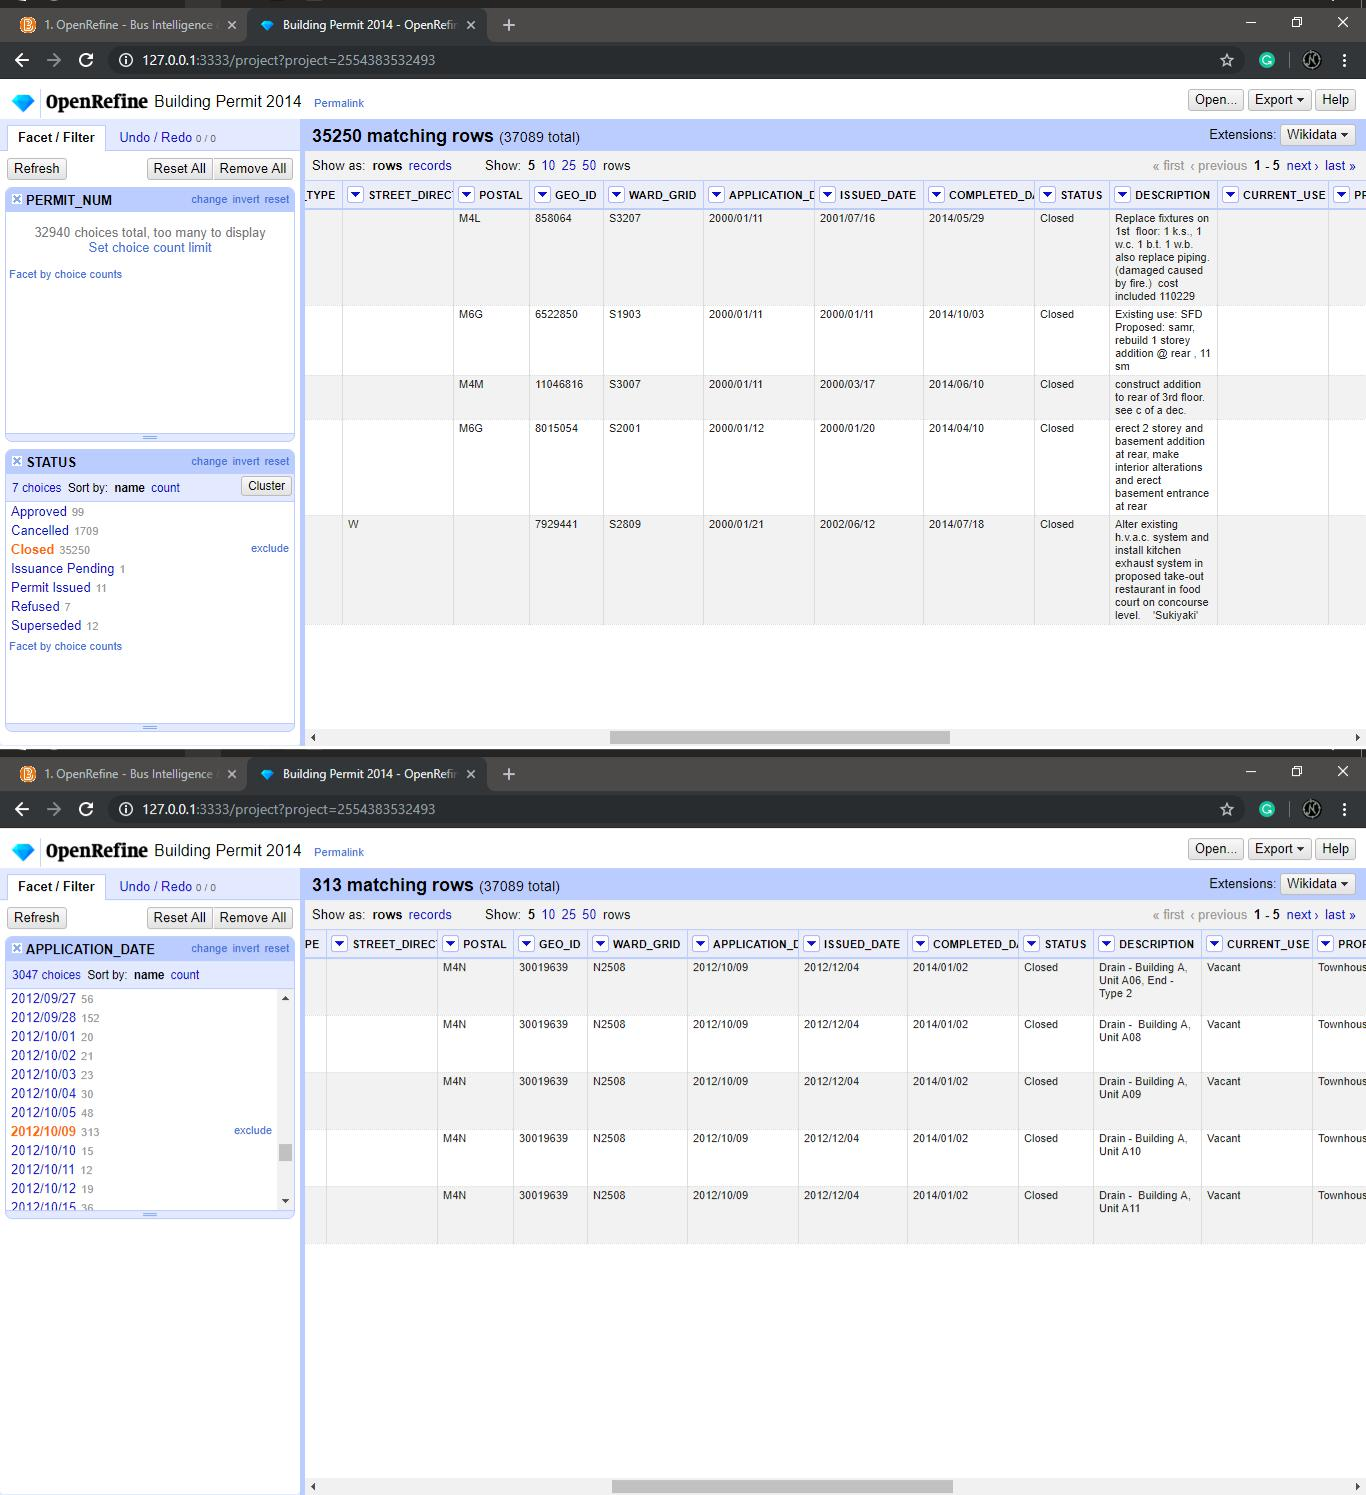 1. OpenRefine - Bus Intelligence
Building Permit 2014 - OpenRefin
127.0.0.1:3333/project?project=2554383532493
OpenRefine Building Permit 2014 Permalink
Open... Export Help
Facet / Filter Undo / Redo 0 / 0
35250 matching rows (37089 total)
Extensions: Wikidata
Refresh Reset All Remove All
Show as: rows records Show: 5 10 25 50 rows
« first ‹ previous 1 - 5 next › last »
PERMIT_NUM change invert reset
32940 choices total, too many to display
Set choice count limit
Facet by choice counts
STATUS change invert reset
7 choices Sort by: name count Cluster
Approved 99
Cancelled 1709
Closed 35250 exclude
Issuance Pending 1
Permit Issued 11
Refused 7
Superseded 12
Facet by choice counts
_TYPE STREET_DIREC POSTAL GEO_ID WARD_GRID APPLICATION_D ISSUED_DATE COMPLETED_DA STATUS DESCRIPTION CURRENT_USE PR
M4L 858064 S3207 2000/01/11 2001/07/16 2014/05/29 Closed Replace fixtures on
1st floor: 1 k.s., 1
w.c. 1 b.t. 1 w.b.
also replace piping.
(damaged caused
by fire.) cost
included 110229
M6G 6522850 S1903 2000/01/11 2000/01/11 2014/10/03 Closed Existing use: SFD
Proposed: samr,
rebuild 1 storey
addition @ rear , 11
sm
M4M 11046816 S3007 2000/01/11 2000/03/17 2014/06/10 Closed construct addition
to rear of 3rd floor.
see c of a dec.
M6G 8015054 S2001 2000/01/12 2000/01/20 2014/04/10 Closed erect 2 storey and
basement addition
at rear, make
interior alterations
and erect
basement entrance
at rear
W 7929441 S2809 2000/01/21 2002/06/12 2014/07/18 Closed Alter existing
h.v.a.c. system and
install kitchen
exhaust system in
proposed take-out
restaurant in food
court on concourse
level. 'Sukiyaki'
1. OpenRefine - Bus Intelligence
Building Permit 2014 - OpenRefin
127.0.0.1:3333/project?project=2554383532493
OpenRefine Building Permit 2014 Permalink
Open... Export Help
Facet / Filter Undo / Redo 0 / 0
313 matching rows (37089 total)
Extensions: Wikidata
Refresh Reset All Remove All
Show as: rows records Show: 5 10 25 50 rows
« first ‹ previous 1 - 5 next › last »
APPLICATION_DATE change invert reset
3047 choices Sort by: name count
2012/09/27 56
2012/09/28 152
2012/10/01 20
2012/10/02 21
2012/10/03 23
2012/10/04 30
2012/10/05 48
2012/10/09 313 exclude
2012/10/10 15
2012/10/11 12
2012/10/12 19
2012/10/15 36
PE STREET_DIREC POSTAL GEO_ID WARD_GRID APPLICATION_D ISSUED_DATE COMPLETED_DA STATUS DESCRIPTION CURRENT_USE PROP
M4N 30019639 N2508 2012/10/09 2012/12/04 2014/01/02 Closed Drain - Building A, Vacant Townhous
Unit A06, End -
Type 2
M4N 30019639 N2508 2012/10/09 2012/12/04 2014/01/02 Closed Drain - Building A, Vacant Townhous
Unit A08
M4N 30019639 N2508 2012/10/09 2012/12/04 2014/01/02 Closed Drain - Building A, Vacant Townhous
Unit A09
M4N 30019639 N2508 2012/10/09 2012/12/04 2014/01/02 Closed Drain - Building A, Vacant Townhous
Unit A10
M4N 30019639 N2508 2012/10/09 2012/12/04 2014/01/02 Closed Drain - Building A, Vacant Townhous
Unit A11